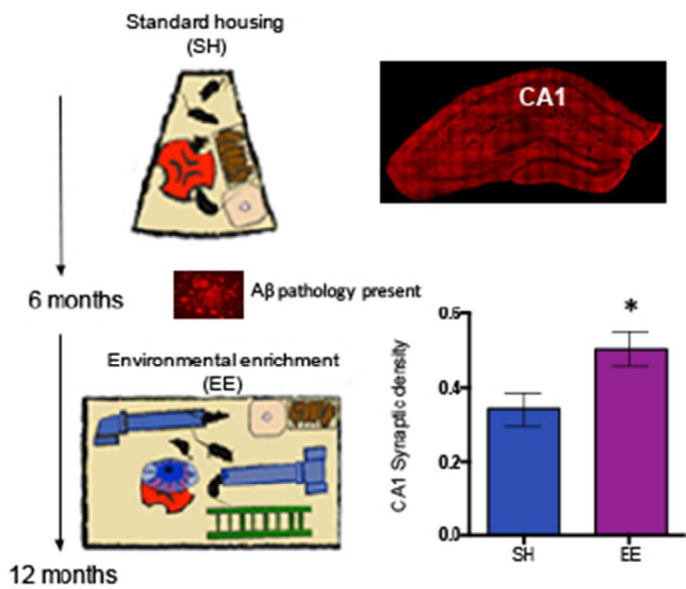 Standard housing
(SH)
CA1
6 months
Aβ pathology present
Environmental enrichment
(EE)
12 months
CA1 Synaptic density
0.6
0.4
0.2
0.0
*
SH
EE